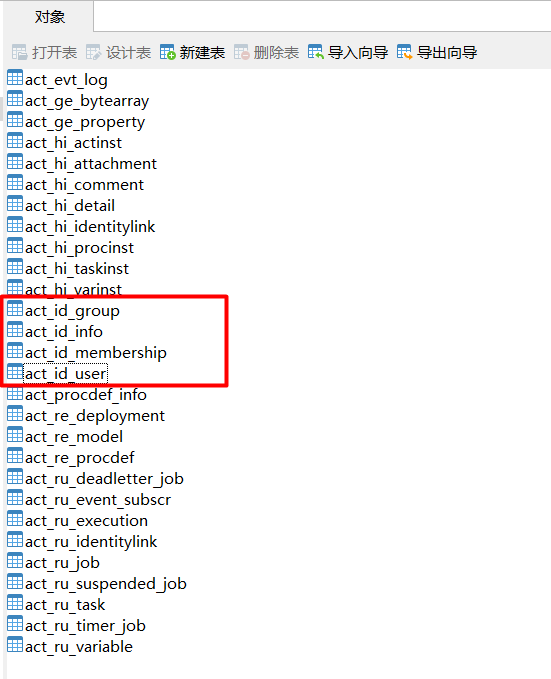 对象
打开表 设计表 新建表 删除表 导入向导 导出向导
act_evt_log
act_ge_bytearray
act_ge_property
act_hi_actinst
act_hi_attachment
act_hi_comment
act_hi_detail
act_hi_identitylink
act_hi_procinst
act_hi_taskinst
act_hi_varinst
act_id_group
act_id_info
act_id_membership
act_id_user
act_procdef_info
act_re_deployment
act_re_model
act_re_procdef
act_ru_deadletter_job
act_ru_event_subscr
act_ru_execution
act_ru_identitylink
act_ru_job
act_ru_suspended_job
act_ru_task
act_ru_timer_job
act_ru_variable